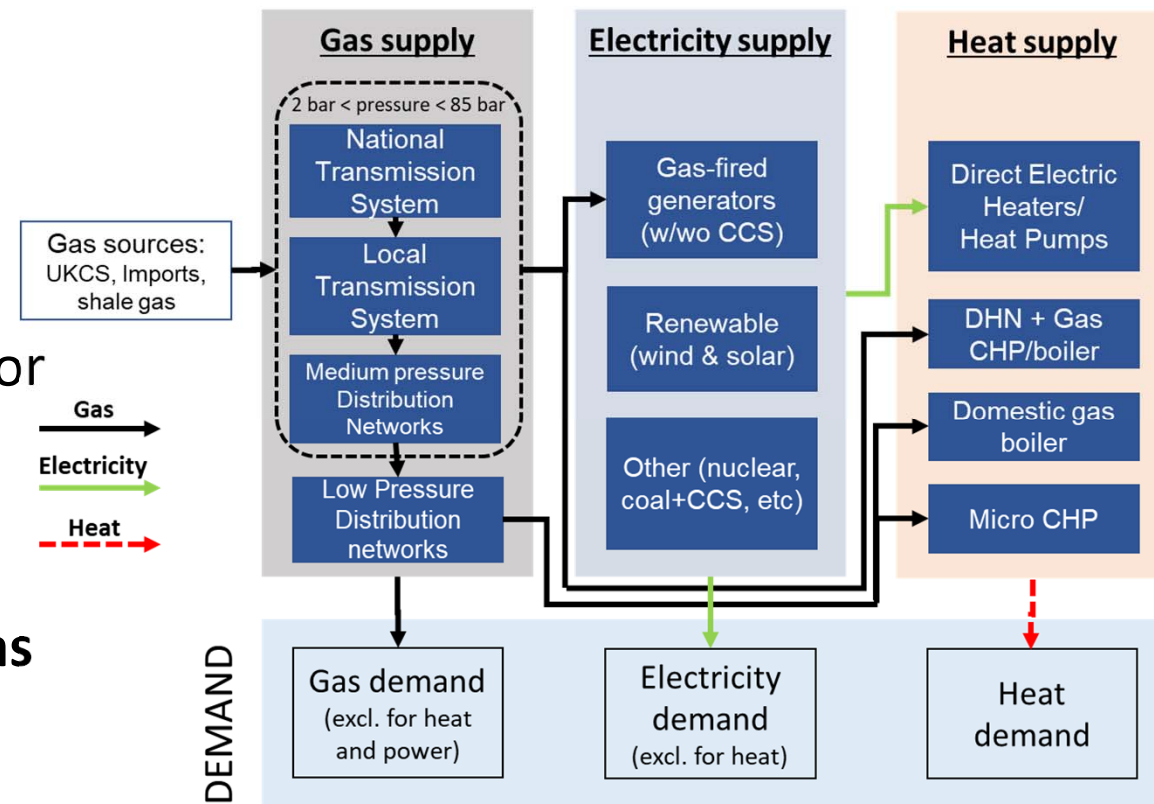 Gas supply
Electricity supply
Heat supply
2 bar < pressure < 85 bar
National
Transmission
System
Local
Transmission
System
Medium pressure
Distribution
Networks
Low Pressure
Distribution
networks
Gas sources:
UKCS, Imports,
shale gas
or
Gas
Electricity
Heat
ns
Gas-fired
generators
(w/wo CCS)
Renewable
(wind & solar)
Other (nuclear,
coal+CCS, etc)
Direct Electric
Heaters/
Heat Pumps
DHN + Gas
CHP/boiler
Domestic gas
boiler
Micro CHP
DEMAND
Gas demand
(excl. for heat
and power)
Electricity
demand
(excl. for heat)
Heat
demand